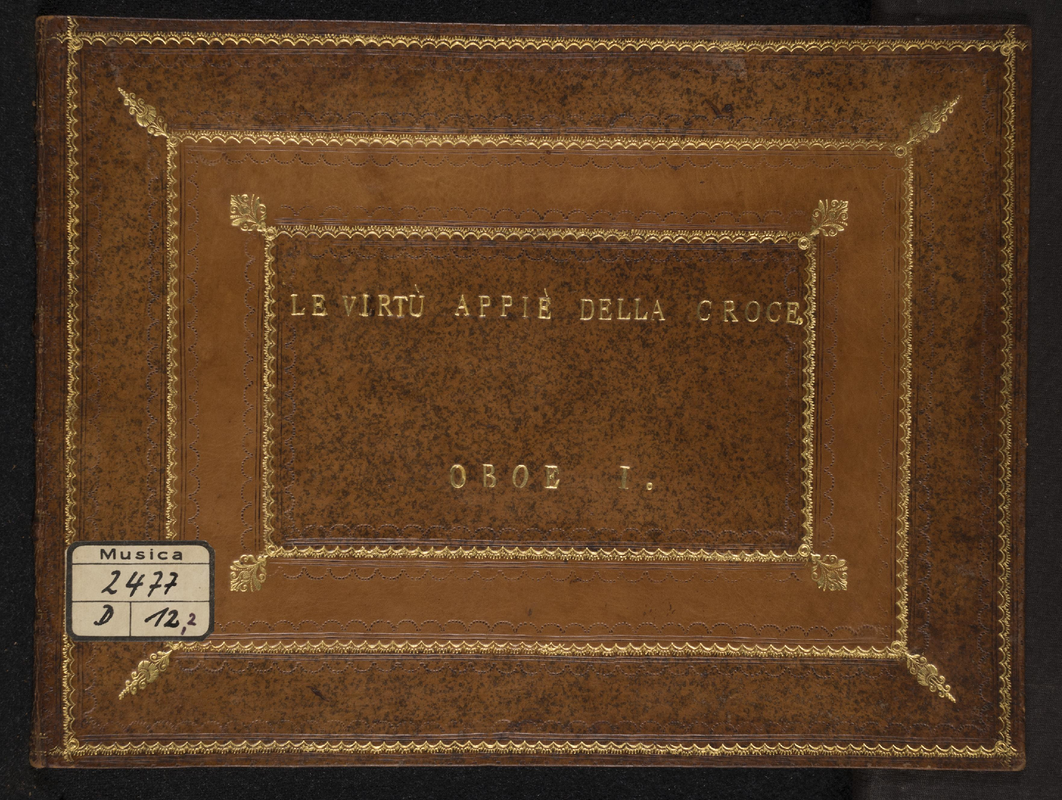 LE VIRTÙ APPIÈ DELLA CROCE
OBOE I.
Musica
2477
D 12,2